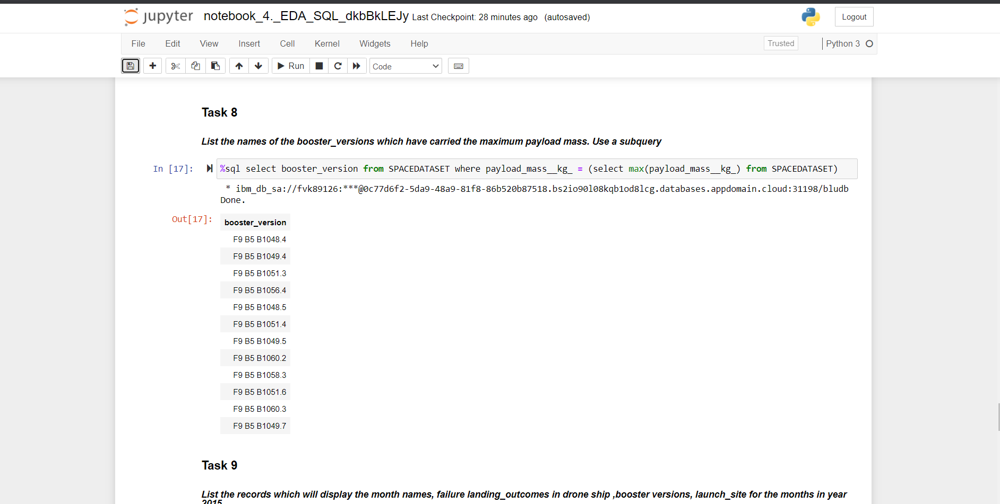 jupyter notebook_4._EDA_SQL_dkbBkLEJy Last Checkpoint: 28 minutes ago (autosaved) Logout
File Edit View Insert Cell Kernel Widgets Help Trusted Python 3
Run Code
Task 8
List the names of the booster_versions which have carried the maximum payload mass. Use a subquery
In [17]: %sql select booster_version from SPACEDATASET where payload_mass__kg_ = (select max(payload_mass__kg_) from SPACEDATASET)
* ibm_db_sa://fvk89126:***@0c77d6f2-5da9-48a9-81f8-86b520b87518.bs2io90l08kqb1od8lcg.databases.appdomain.cloud:31198/bludb
Done.
Out[17]: booster_version
F9 B5 B1048.4
F9 B5 B1049.4
F9 B5 B1051.3
F9 B5 B1056.4
F9 B5 B1048.5
F9 B5 B1051.4
F9 B5 B1049.5
F9 B5 B1060.2
F9 B5 B1058.3
F9 B5 B1051.6
F9 B5 B1060.3
F9 B5 B1049.7
Task 9
List the records which will display the month names, failure landing_outcomes in drone ship ,booster versions, launch_site for the months in year
2015